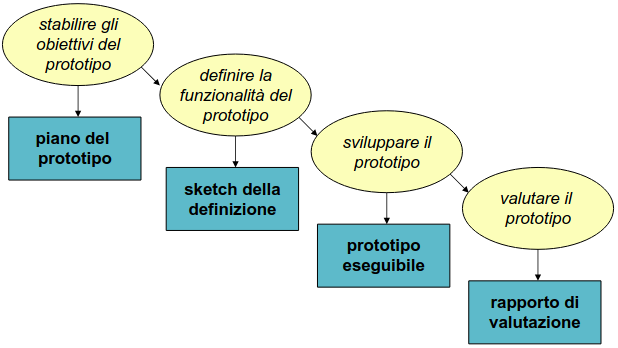 stabilire gli
obiettivi del
prototipo
piano del
prototipo
definire la
funzionalità del
prototipo
sketch della
definizione
sviluppare il
prototipo
prototipo
eseguibile
valutare il
prototipo
rapporto di
valutazione